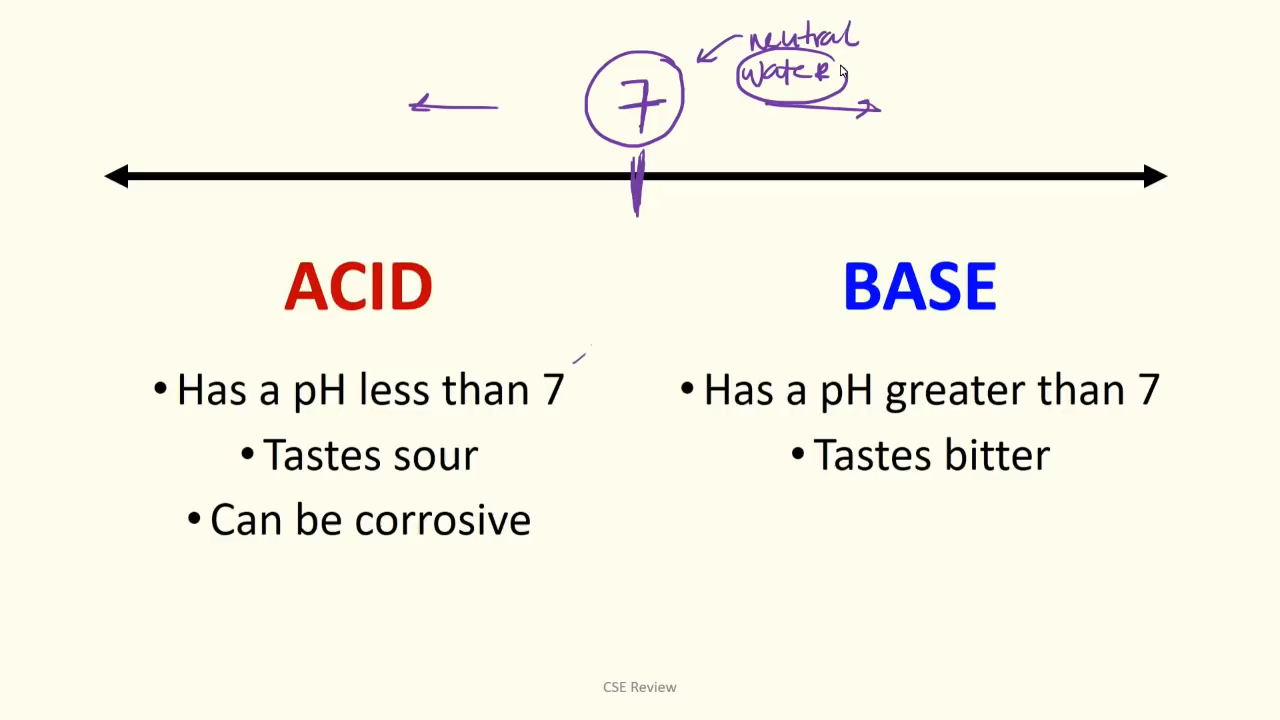 neutral
water
7
ACID
• Has a pH less than 7
• Tastes sour
• Can be corrosive
BASE
• Has a pH greater than 7
• Tastes bitter
CSE Review